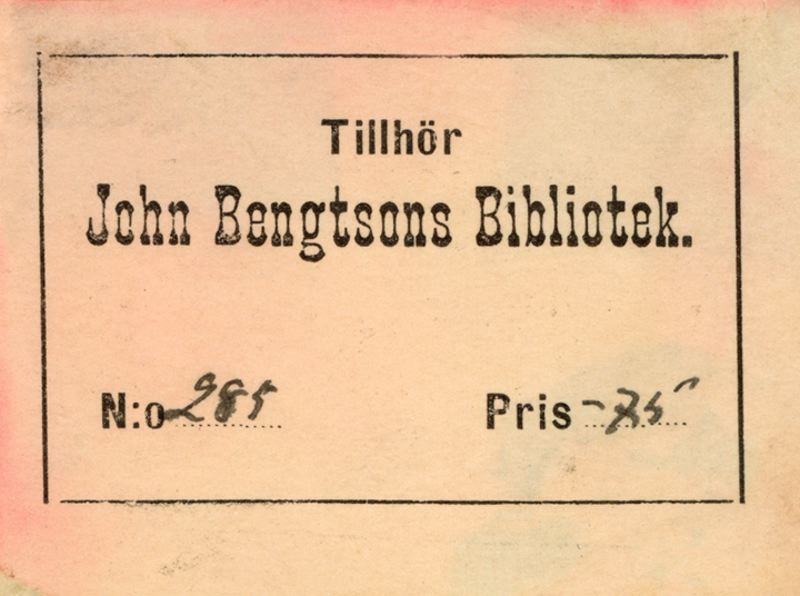 Tillhör
John Bengtsons Bibliotek.
N:o 285 Pris -75